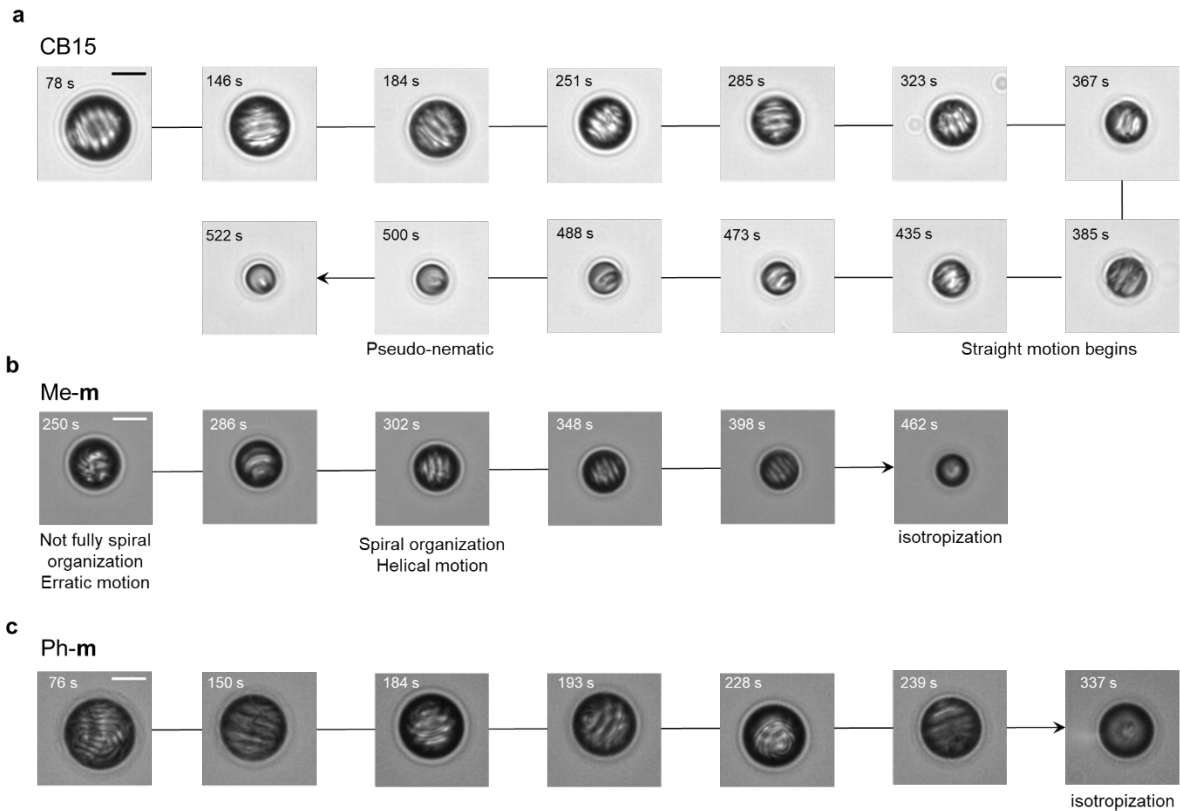 a
CB15
78 s
146 s
184 s
251 s
285 s
323 s
367 s
522 s
500 s
488 s
473 s
435 s
385 s
Pseudo-nematic
Straight motion begins
b
Me-m
250 s
286 s
302 s
348 s
398 s
462 s
Not fully spiral
organization
Erratic motion
Spiral organization
Helical motion
isotropization
c
Ph-m
76 s
150 s
184 s
193 s
228 s
239 s
337 s
isotropization